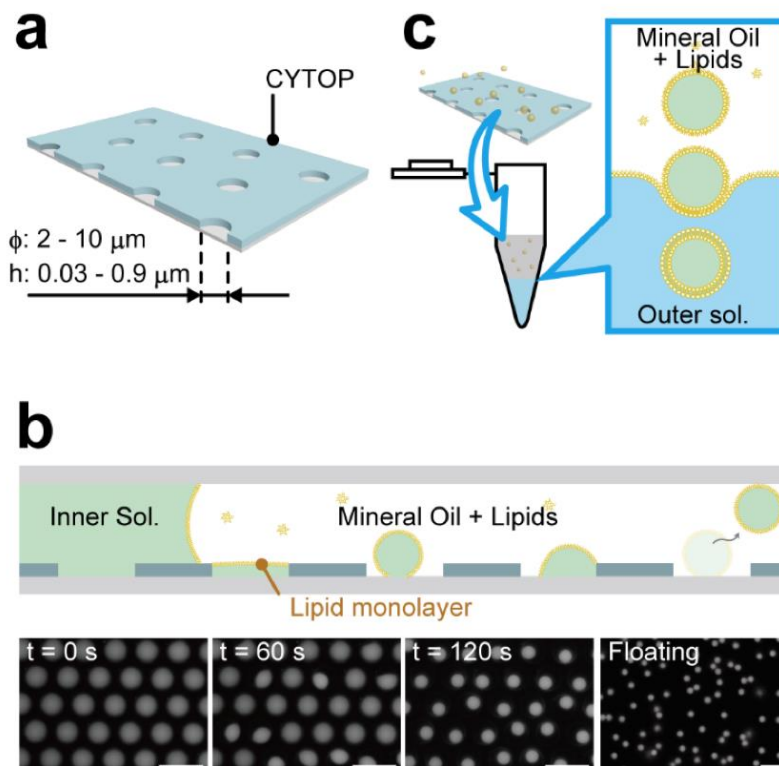 a
CYTOP
ϕ: 2 - 10 μm
h: 0.03 - 0.9 μm
c
Mineral Oil
+ Lipids
Outer sol.
b
Inner Sol.
Mineral Oil + Lipids
Lipid monolayer
t = 0 s
t = 60 s
t = 120 s
Floating